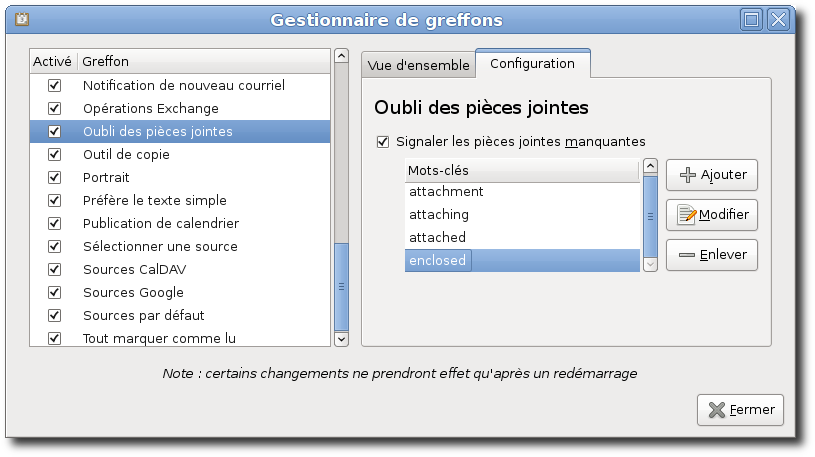 Gestionnaire de greffons
Activé Greffon
Notification de nouveau courriel
Opérations Exchange
Oubli des pièces jointes
Outil de copie
Portrait
Préfère le texte simple
Publication de calendrier
Sélectionner une source
Sources CalDAV
Sources Google
Sources par défaut
Tout marquer comme lu
Vue d'ensemble Configuration
Oubli des pièces jointes
Signaler les pièces jointes manquantes
Mots-clés
attachment
attaching
attached
enclosed
Ajouter
Modifier
Enlever
Note : certains changements ne prendront effet qu'après un redémarrage
Fermer